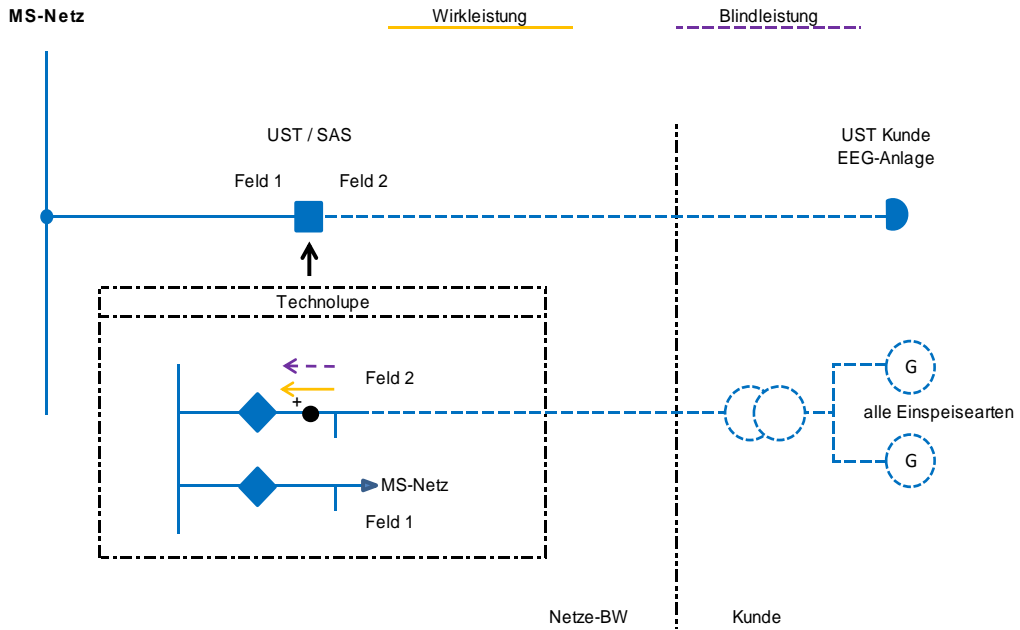 MS-Netz
Wirkleistung
Blindleistung
UST / SAS
UST Kunde
EEG-Anlage
Feld 1
Feld 2
Technolupe
Feld 2
+
G
alle Einspeisearten
MS-Netz
G
Feld 1
Netze-BW
Kunde